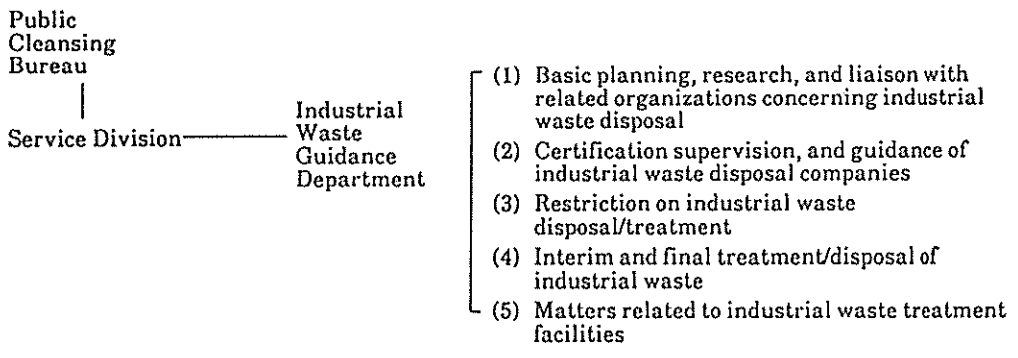 Public
Cleansing
Bureau
Service Division
Industrial
Waste
Guidance
Department
(1) Basic planning, research, and liaison with
related organizations concerning industrial
waste disposal
(2) Certification supervision, and guidance of
industrial waste disposal companies
(3) Restriction on industrial waste
disposal/treatment
(4) Interim and final treatment/disposal of
industrial waste
(5) Matters related to industrial waste treatment
facilities